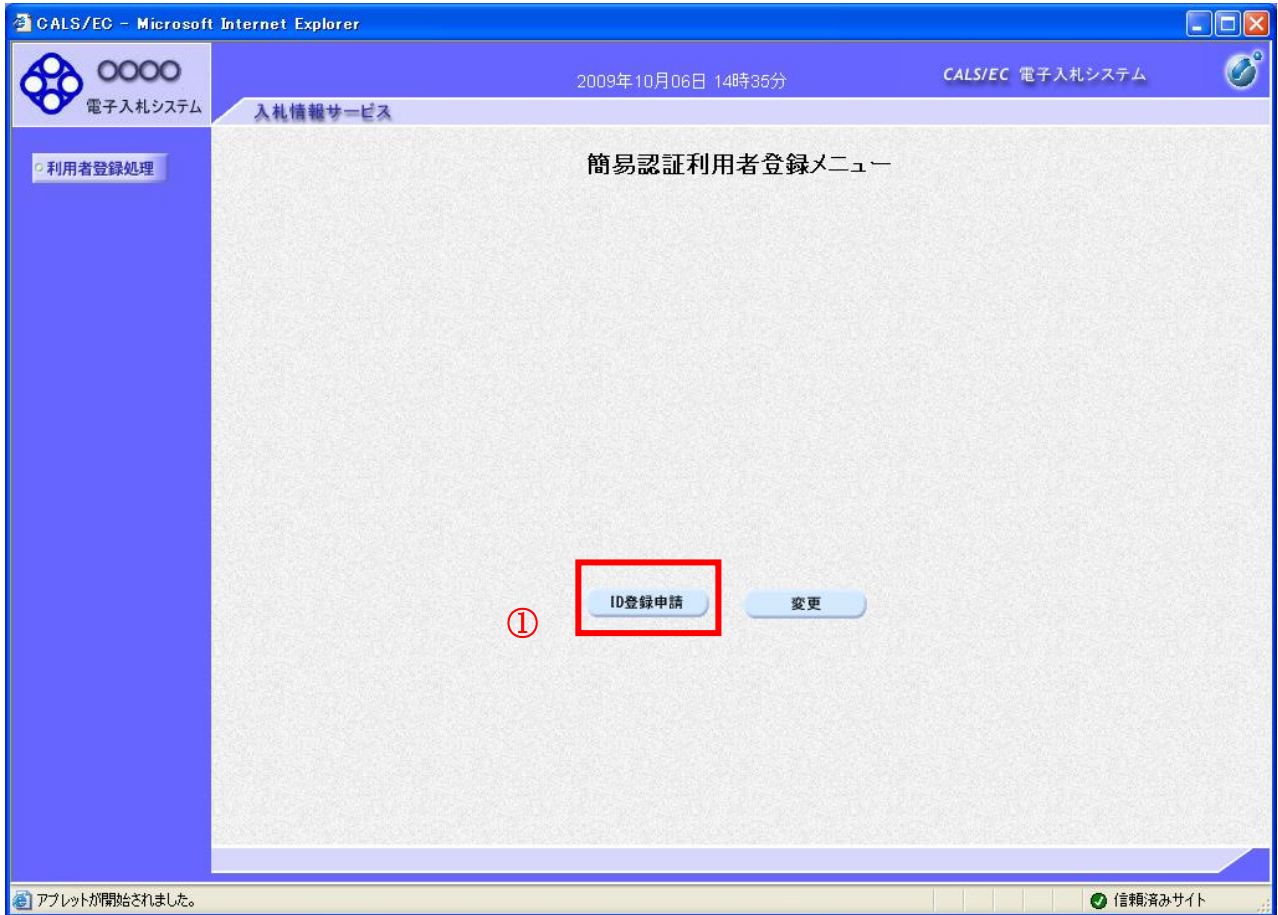 CALS/EC - Microsoft Internet Explorer
○○○○
電子入札システム
2009年10月06日 14時35分
CALS/EC 電子入札システム
入札情報サービス
利用者登録処理
簡易認証利用者登録メニュー
①
ID登録申請
変更
アプレットが開始されました。
信頼済みサイト